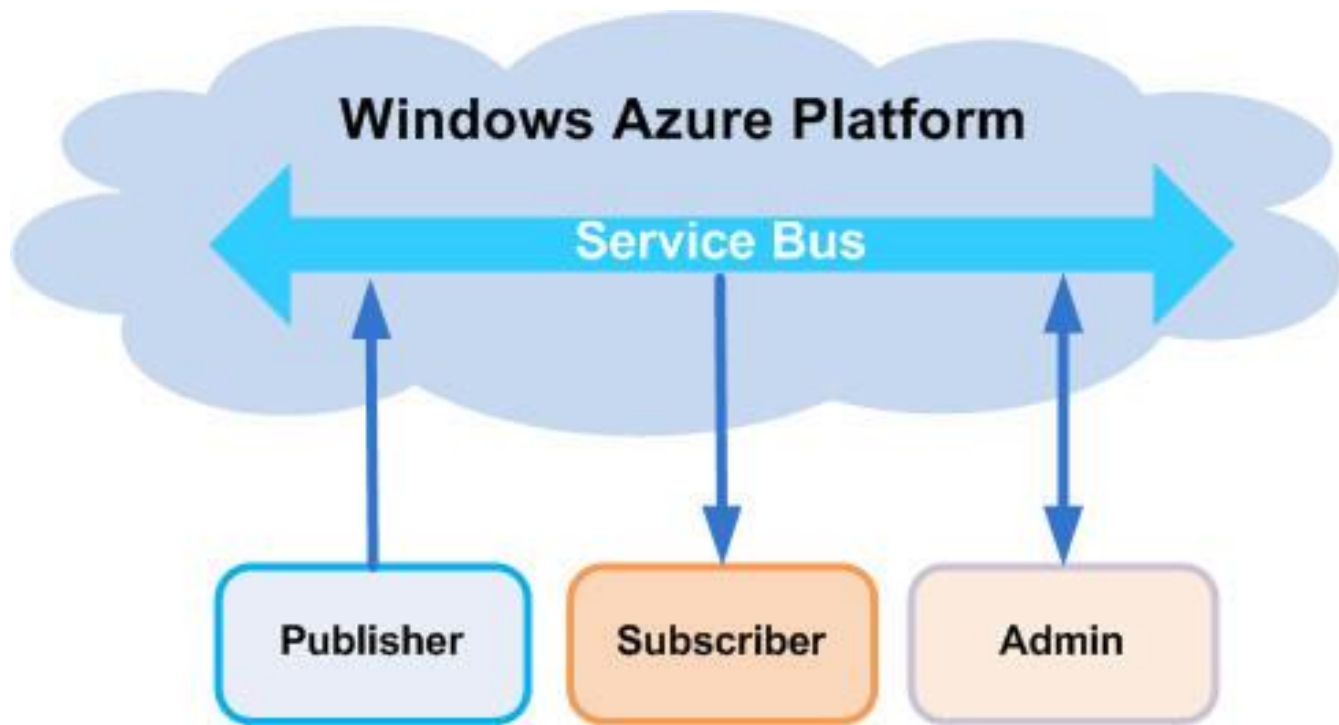 Windows Azure Platform
Service Bus
Publisher
Subscriber
Admin